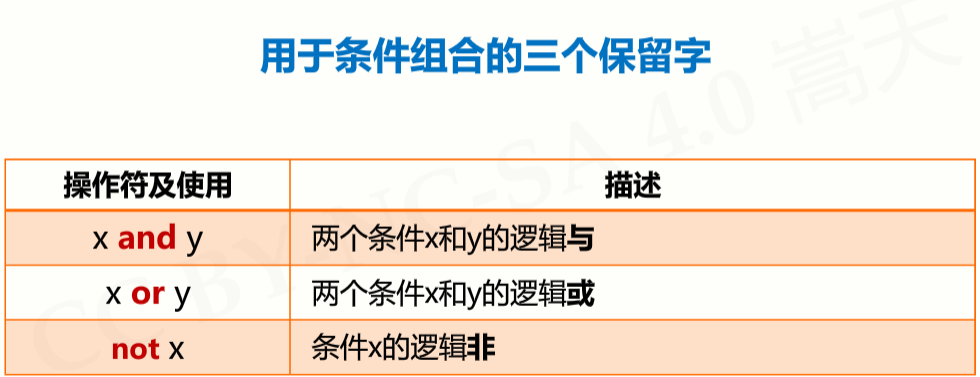 用于条件组合的三个保留字
操作符及使用 描述
x and y 两个条件x和y的逻辑与
x or y 两个条件x和y的逻辑或
not x 条件x的逻辑非
CC BY-NC-SA 4.0 嵩天